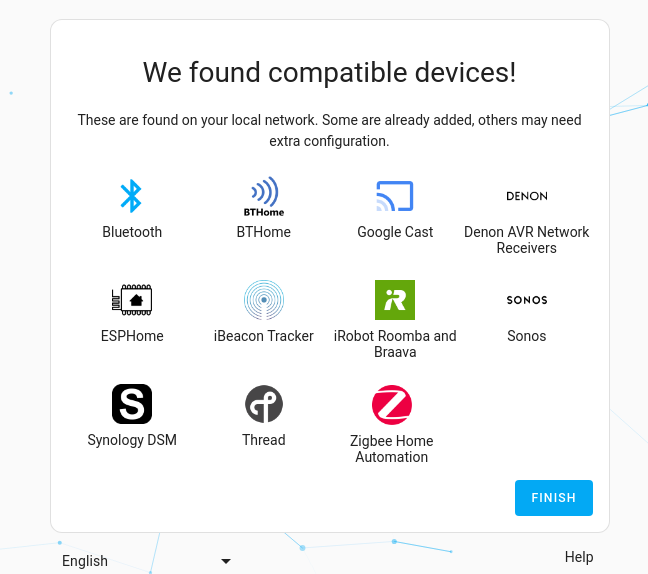 We found compatible devices!
These are found on your local network. Some are already added, others may need
extra configuration.
BTHome
DENON
Bluetooth
BTHome
Google Cast
Denon AVR Network
Receivers
SONOS
ESPHome
iBeacon Tracker
iRobot Roomba and
Braava
Sonos
S
Synology DSM
Thread
Zigbee Home
Automation
FINISH
English
Help